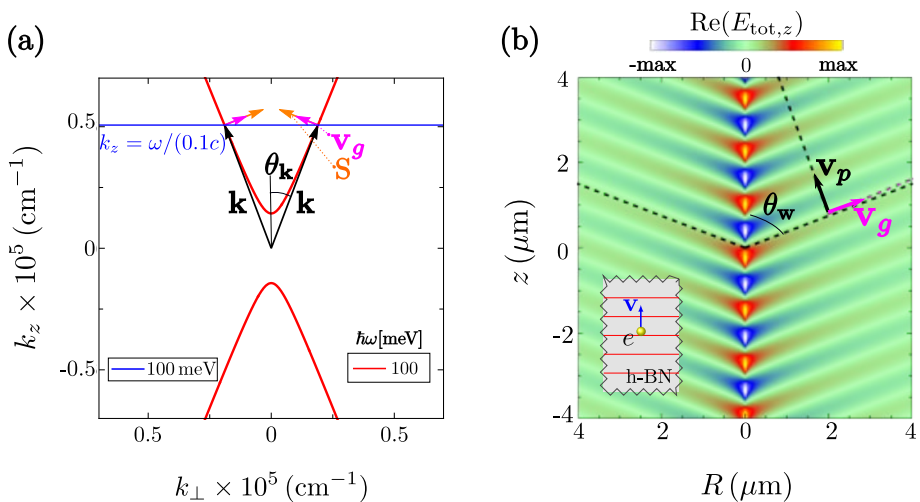 (a)
0.5
0
-0.5
k_z × 10^5 (cm^−1)
k_z = ω/(0.1c)
v_g
S
θ_k
k
k
100 meV
ħω[meV]
100
0.5
0
0.5
k_⊥ × 10^5 (cm^−1)
(b)
Re(E_tot,z)
-max
0
max
4
2
0
-2
-4
z (μm)
v_p
θ_w
v_g
v
e
h-BN
4
2
0
2
4
R (μm)